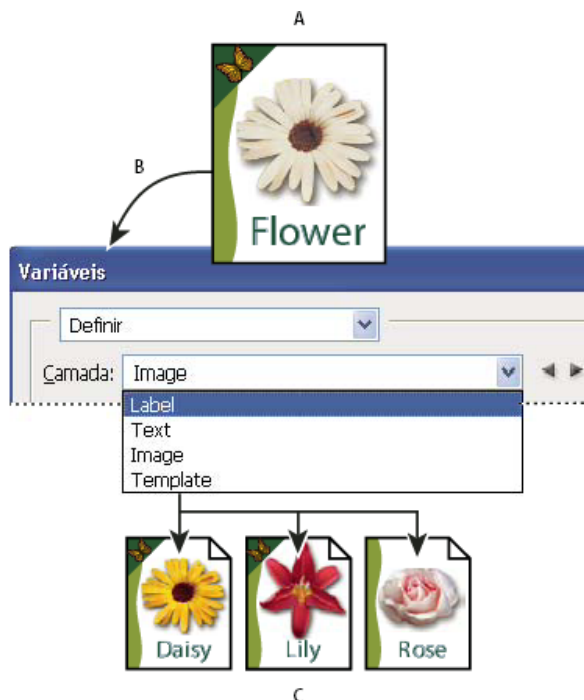 A
B
Flower
Variáveis
Definir
Camada: Image
Label
Text
Image
Template
Daisy
Lily
Rose
C